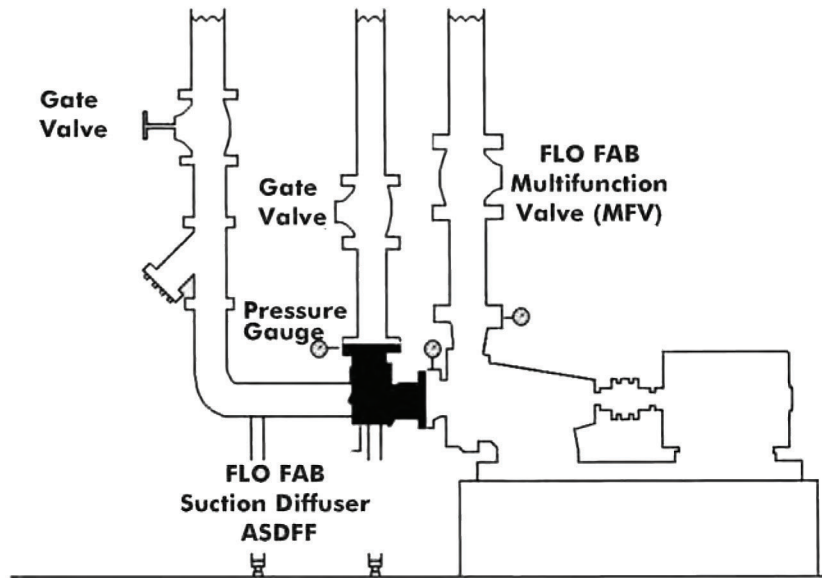 Gate
Valve
Gate
Valve
FLO FAB
Multifunction
Valve (MFV)
Pressure
Gauge
FLO FAB
Suction Diffuser
ASDFF